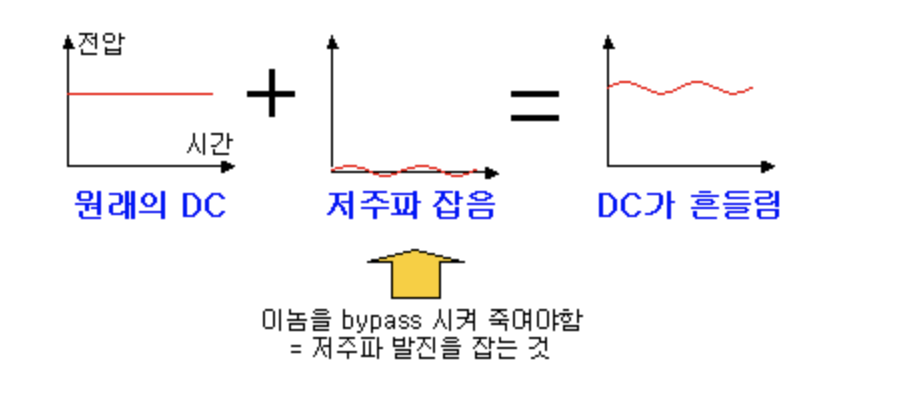 전압
시간
+
=
원래의 DC
저주파 잡음
DC가 흔들림
이놈을 bypass 시켜 죽여야함
= 저주파 발진을 잡는 것